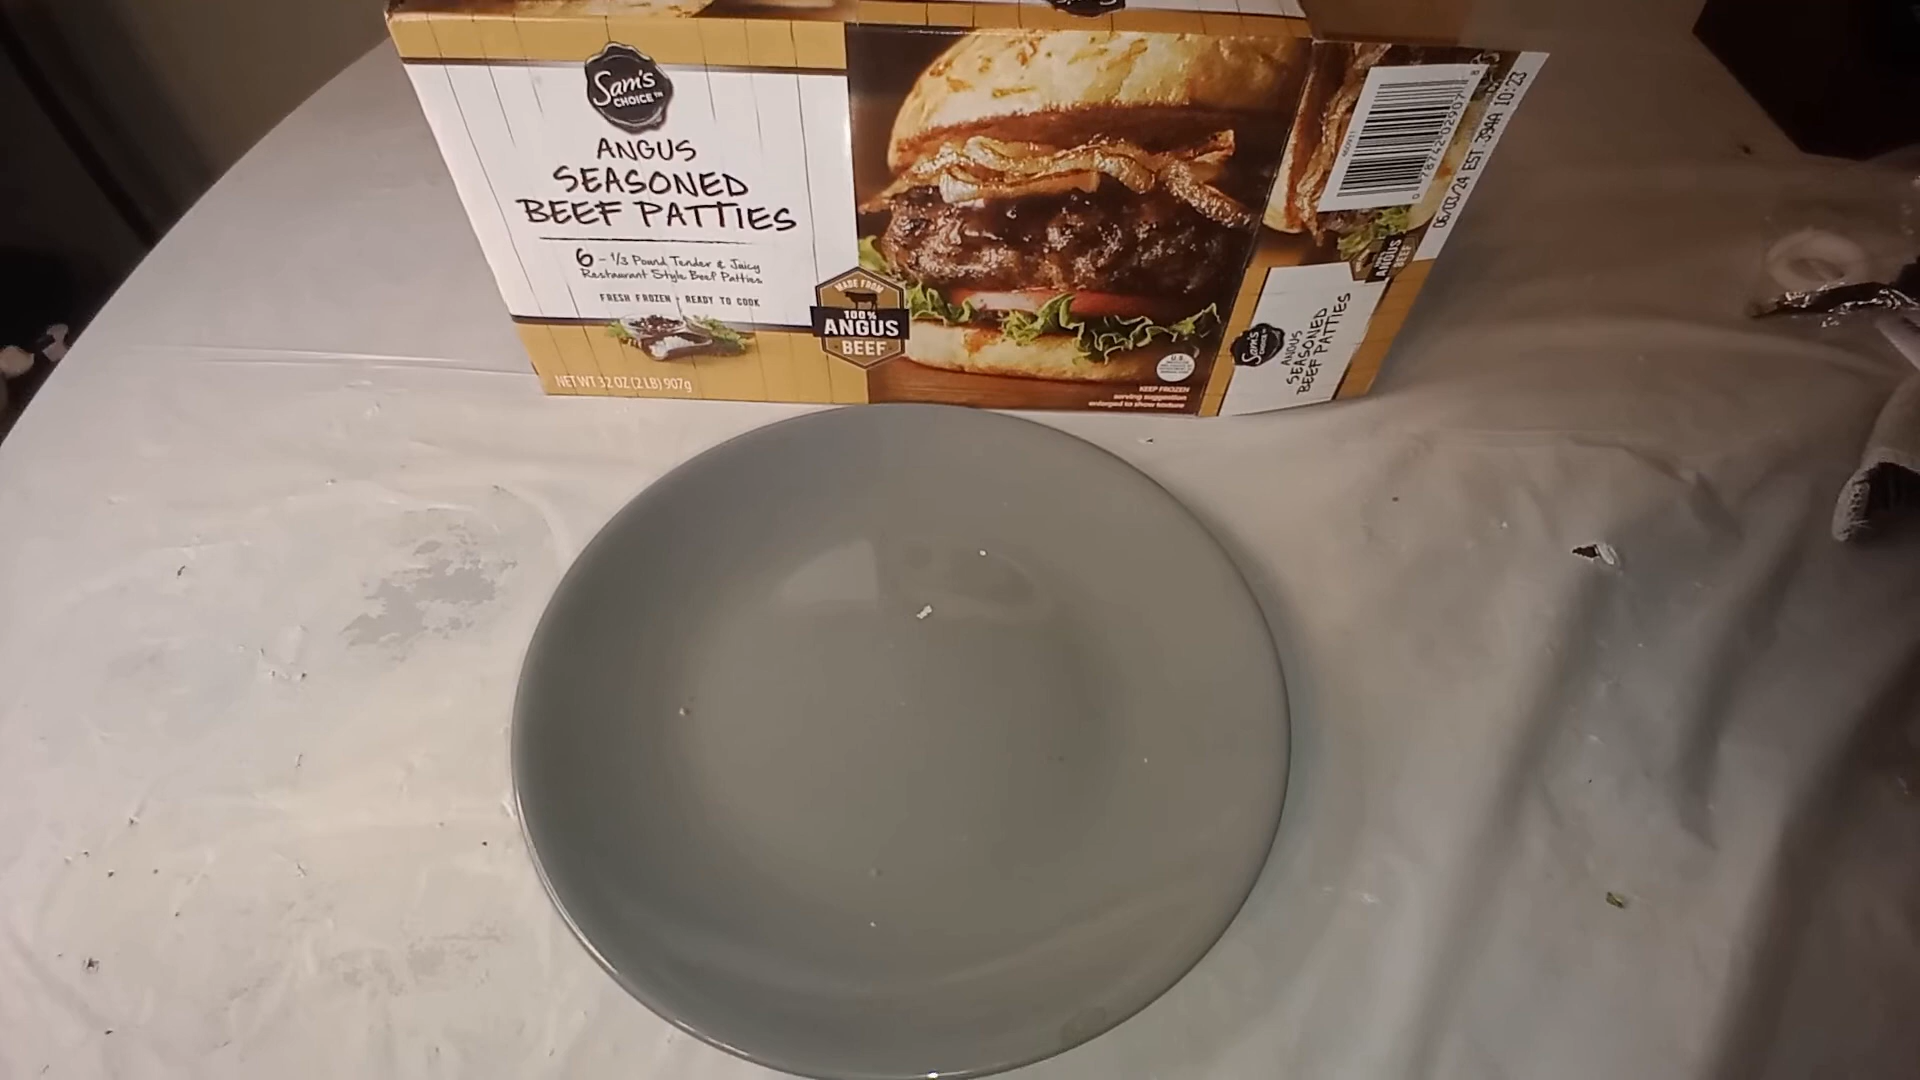 Sam's
CHOICE™
ANGUS
SEASONED
BEEF PATTIES
6 - 1/3 Pound Tender & Juicy
Restaurant Style Beef Patties
FRESH FROZEN • READY TO COOK
NET WT 32 OZ (2 LB) 907g
MADE FROM
100%
ANGUS
BEEF
U.S.
KEEP FROZEN
serving suggestion
enlarged to show texture
06/03/24 EST 394A 10:23
ANGUS
BEEF
Sam's
CHOICE
ANGUS
SEASONED
BEEF PATTIES